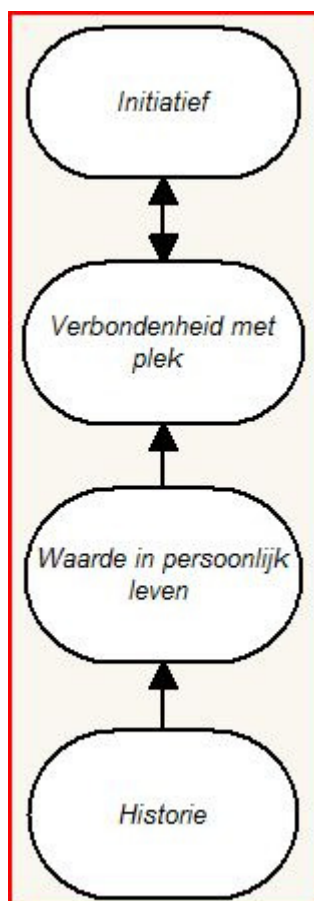 Initiatief
Verbondenheid met
plek
Waarde in persoonlijk
leven
Historie